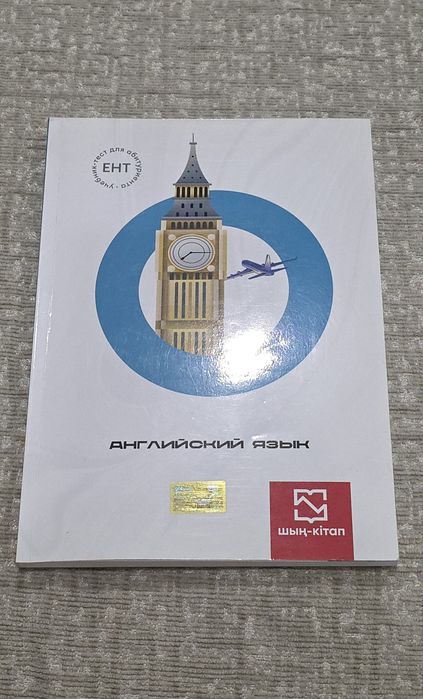 учебник-тест для абитуриента ·
ЕНТ
АНГЛИЙСКИЙ ЯЗЫК
шың-кітап